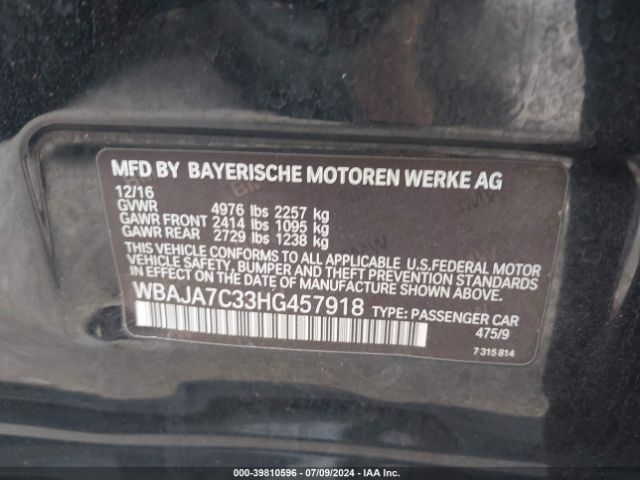 MFD BY BAYERISCHE MOTOREN WERKE AG
12/16
GVWR 4976 lbs 2257 kg
GAWR FRONT 2414 lbs 1095 kg
GAWR REAR 2729 lbs 1238 kg
THIS VEHICLE CONFORMS TO ALL APPLICABLE U.S.FEDERAL MOTOR
VEHICLE SAFETY, BUMPER AND THEFT PREVENTION STANDARDS
IN EFFECT ON THE DATE OF MANUFACTURE SHOWN ABOVE.
WBAJA7C33HG457918 TYPE: PASSENGER CAR
475/9
7 315 814
000-39810596 - 07/09/2024 - IAA Inc.